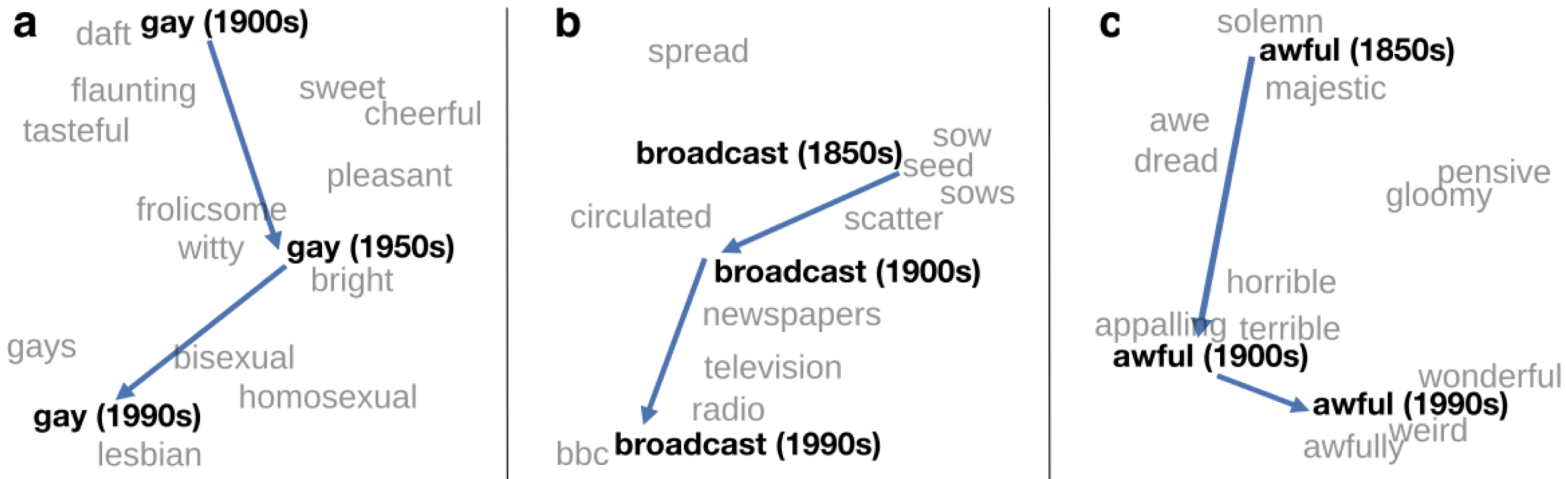 a
daft gay (1900s)
flaunting
sweet
cheerful
tasteful
pleasant
frolicsome
witty
gay (1950s)
bright
gays
bisexual
homosexual
gay (1990s)
lesbian
b
spread
sow
broadcast (1850s)
seed
sows
circulated
scatter
broadcast (1900s)
newspapers
television
radio
bbc broadcast (1990s)
c
solemn
awful (1850s)
majestic
awe
dread
pensive
gloomy
horrible
appalling terrible
awful (1900s)
wonderful
awful (1990s)
weird
awfully